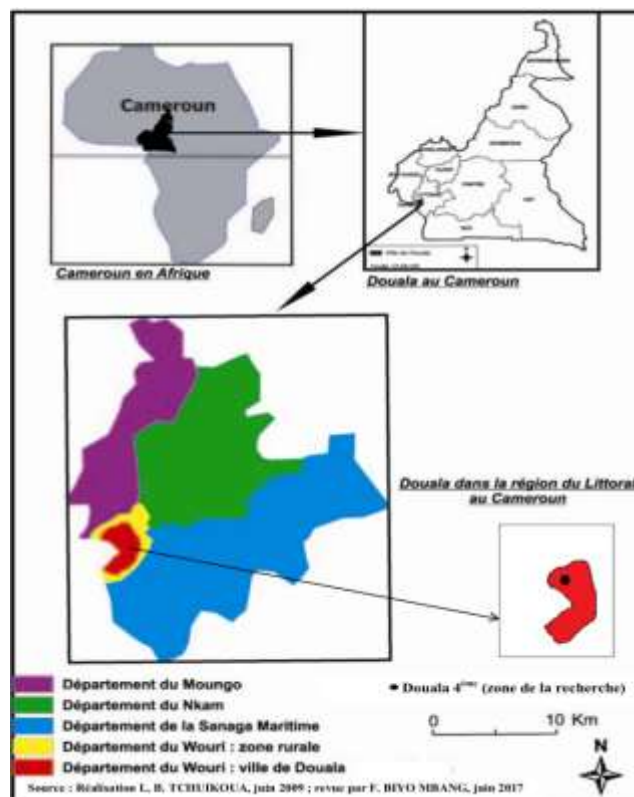 Cameroun
Cameroun en Afrique
Douala au Cameroun
Douala dans la région du Littoral
au Cameroun
Département du Moungo
Département du Nkam
Département de la Sanaga Maritime
Département du Wouri : zone rurale
Département du Wouri : ville de Douala
Douala 4ème (zone de la recherche)
0 10 Km
N
Source : Réalisation L. B. TCHUIKOUA, juin 2009 ; revue par F. BIYO MBANG, juin 2017